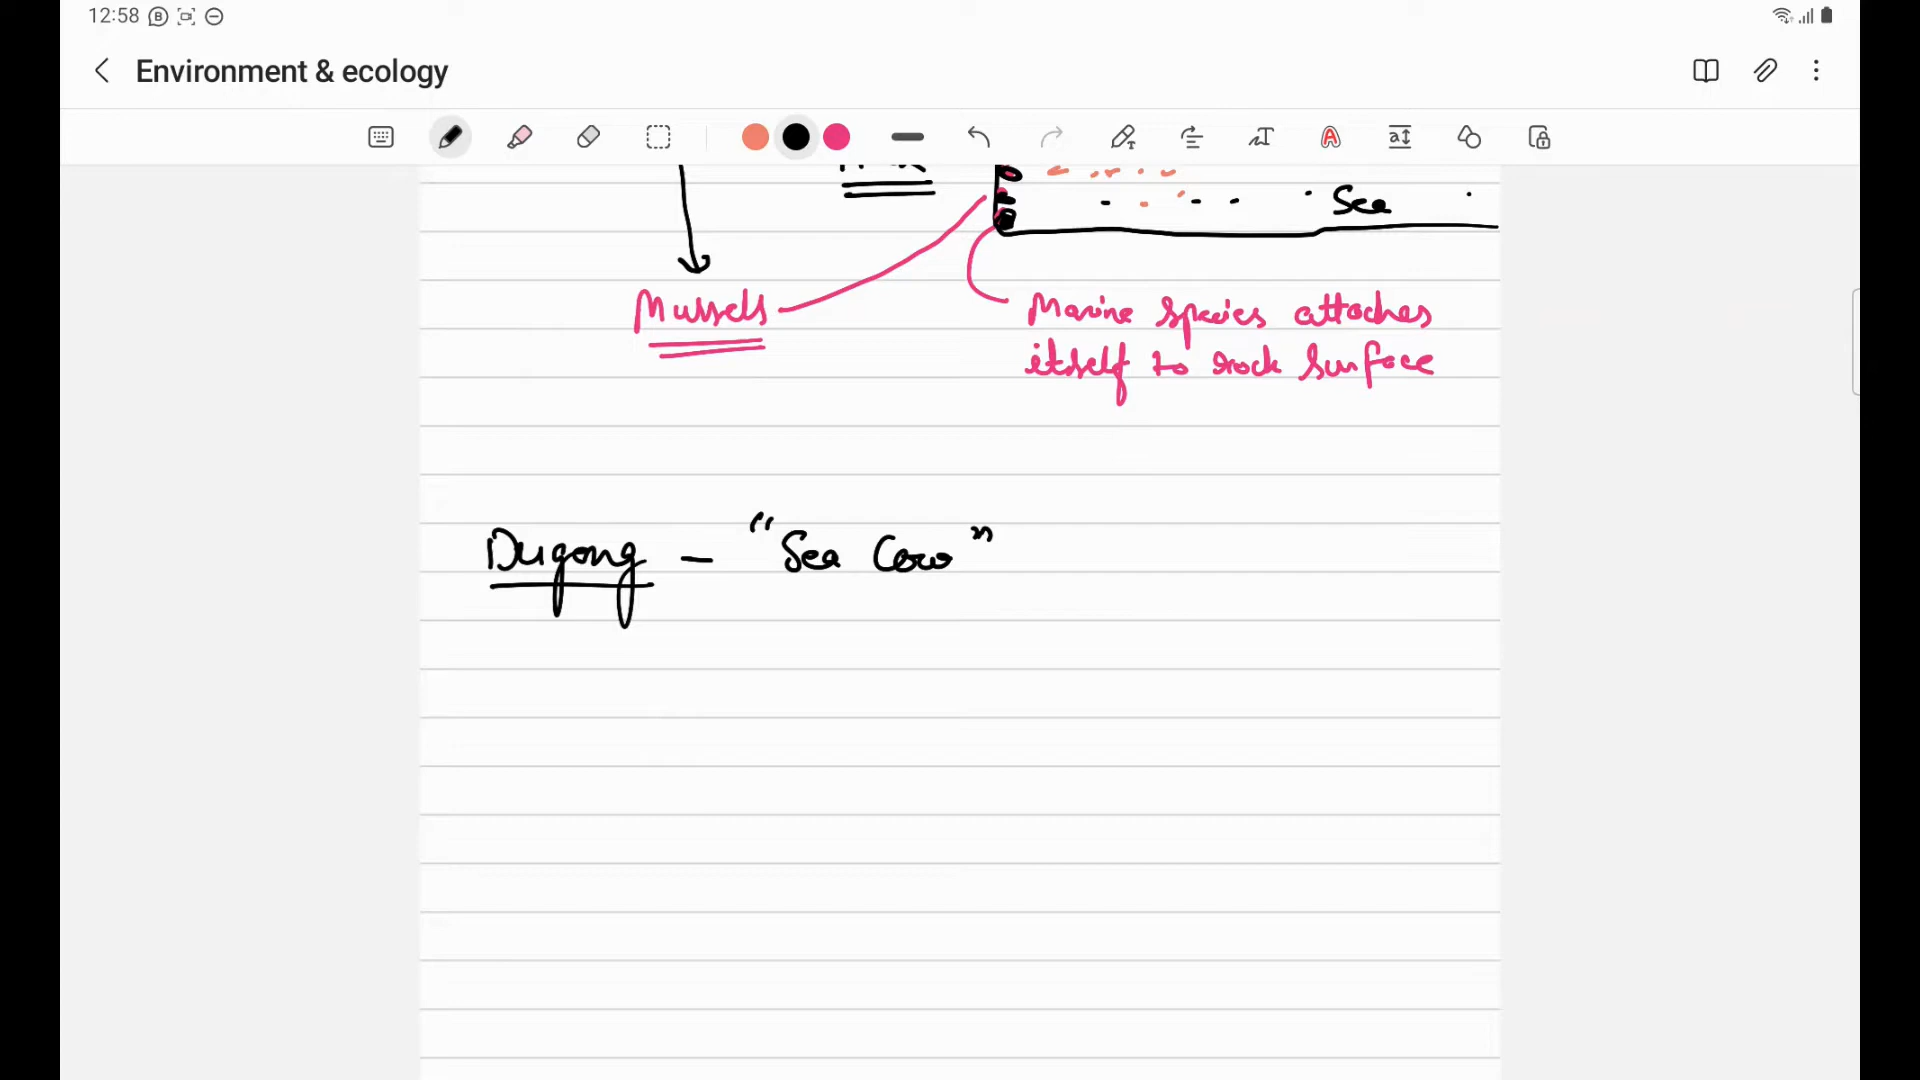 12:58
Environment & ecology
Sea
Mussels
Marine species attaches
itself to rock surface
Dugong - "Sea Cow"